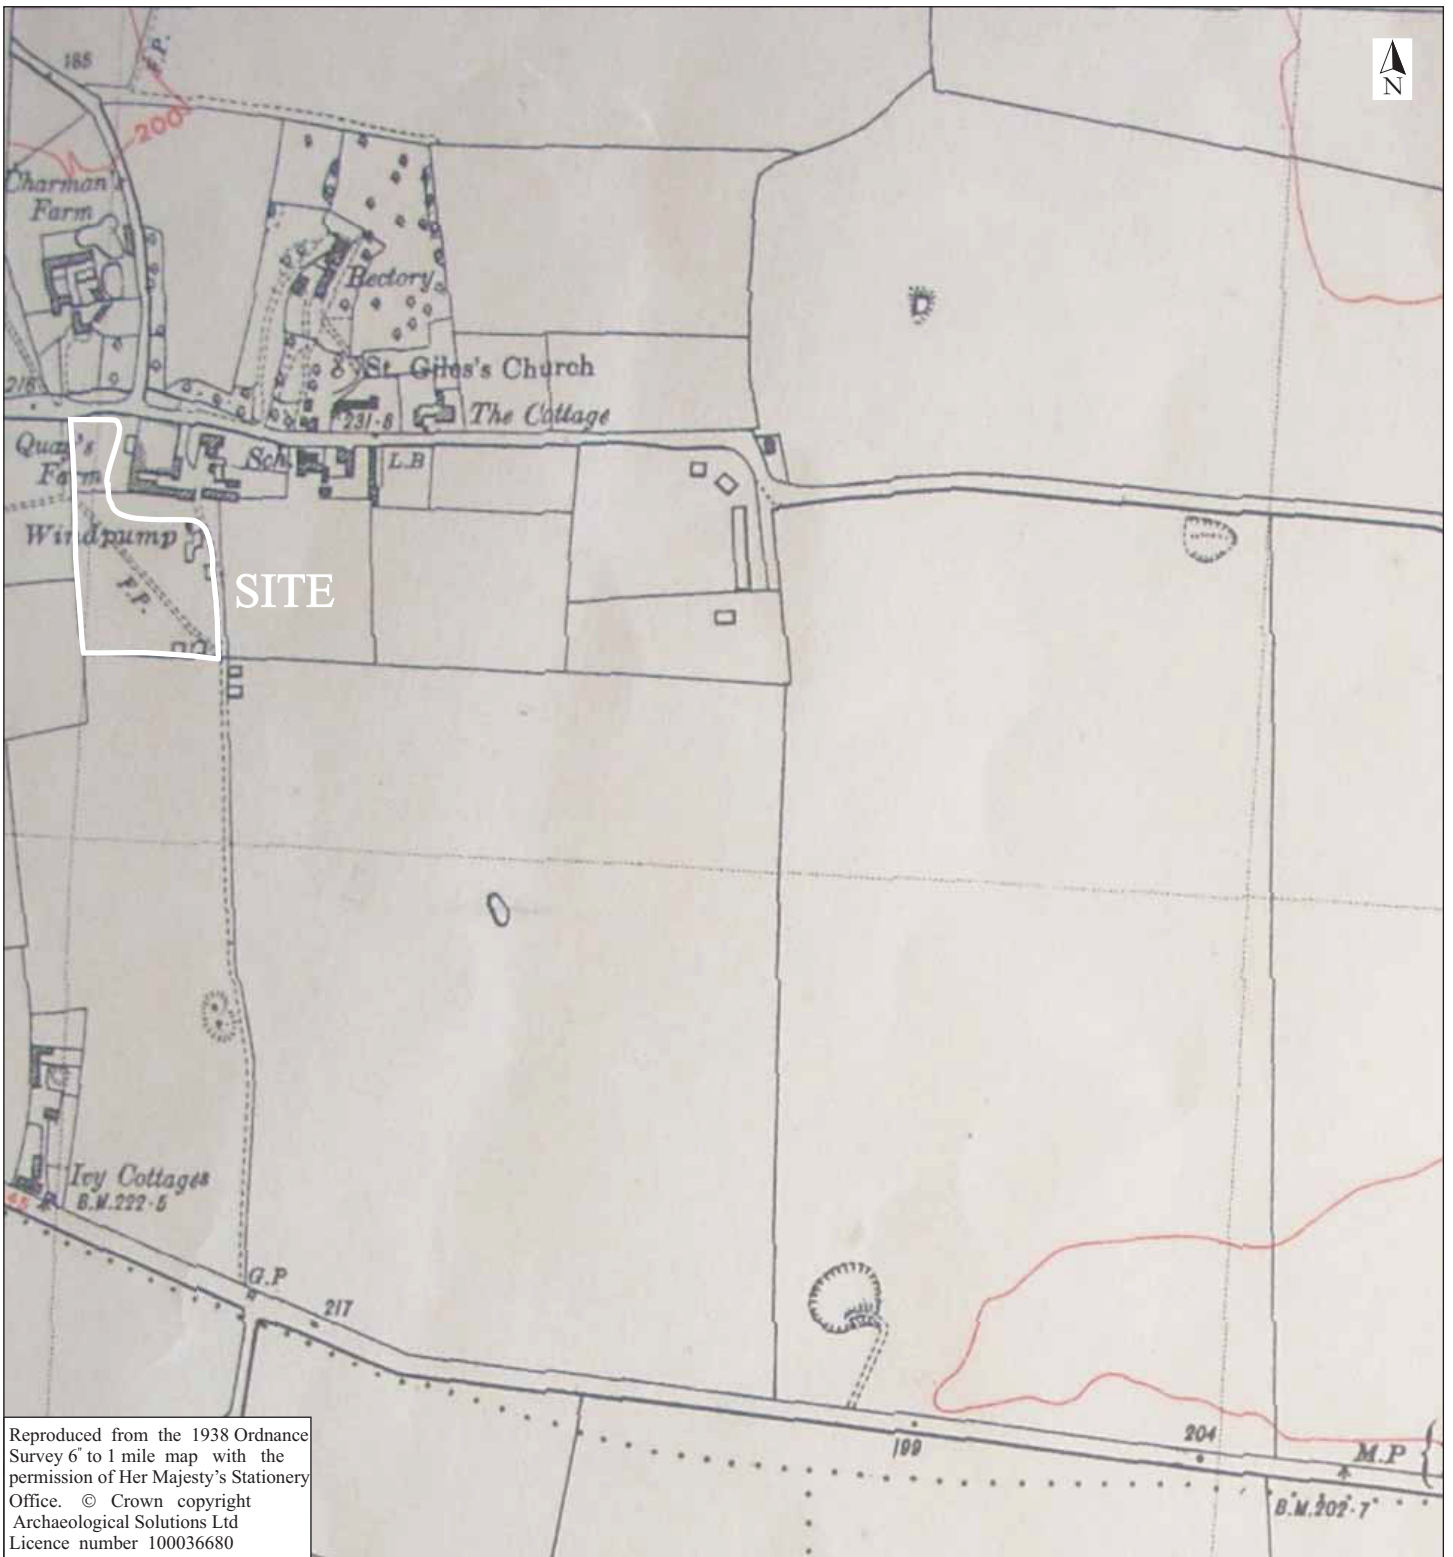 185
F.P.
N
200
Charman's
Farm
Rectory
St. Giles's Church
218
231·8
The Cottage
Farm
Sch.
L.B
Windpump
F.P.
SITE
Ivy Cottages
B.M.222·5
G.P
217
199
204
M.P
B.M.202·7
Reproduced from the 1938 Ordnance
Survey 6" to 1 mile map with the
permission of Her Majesty's Stationery
Office. © Crown copyright
Archaeological Solutions Ltd
Licence number 100036680